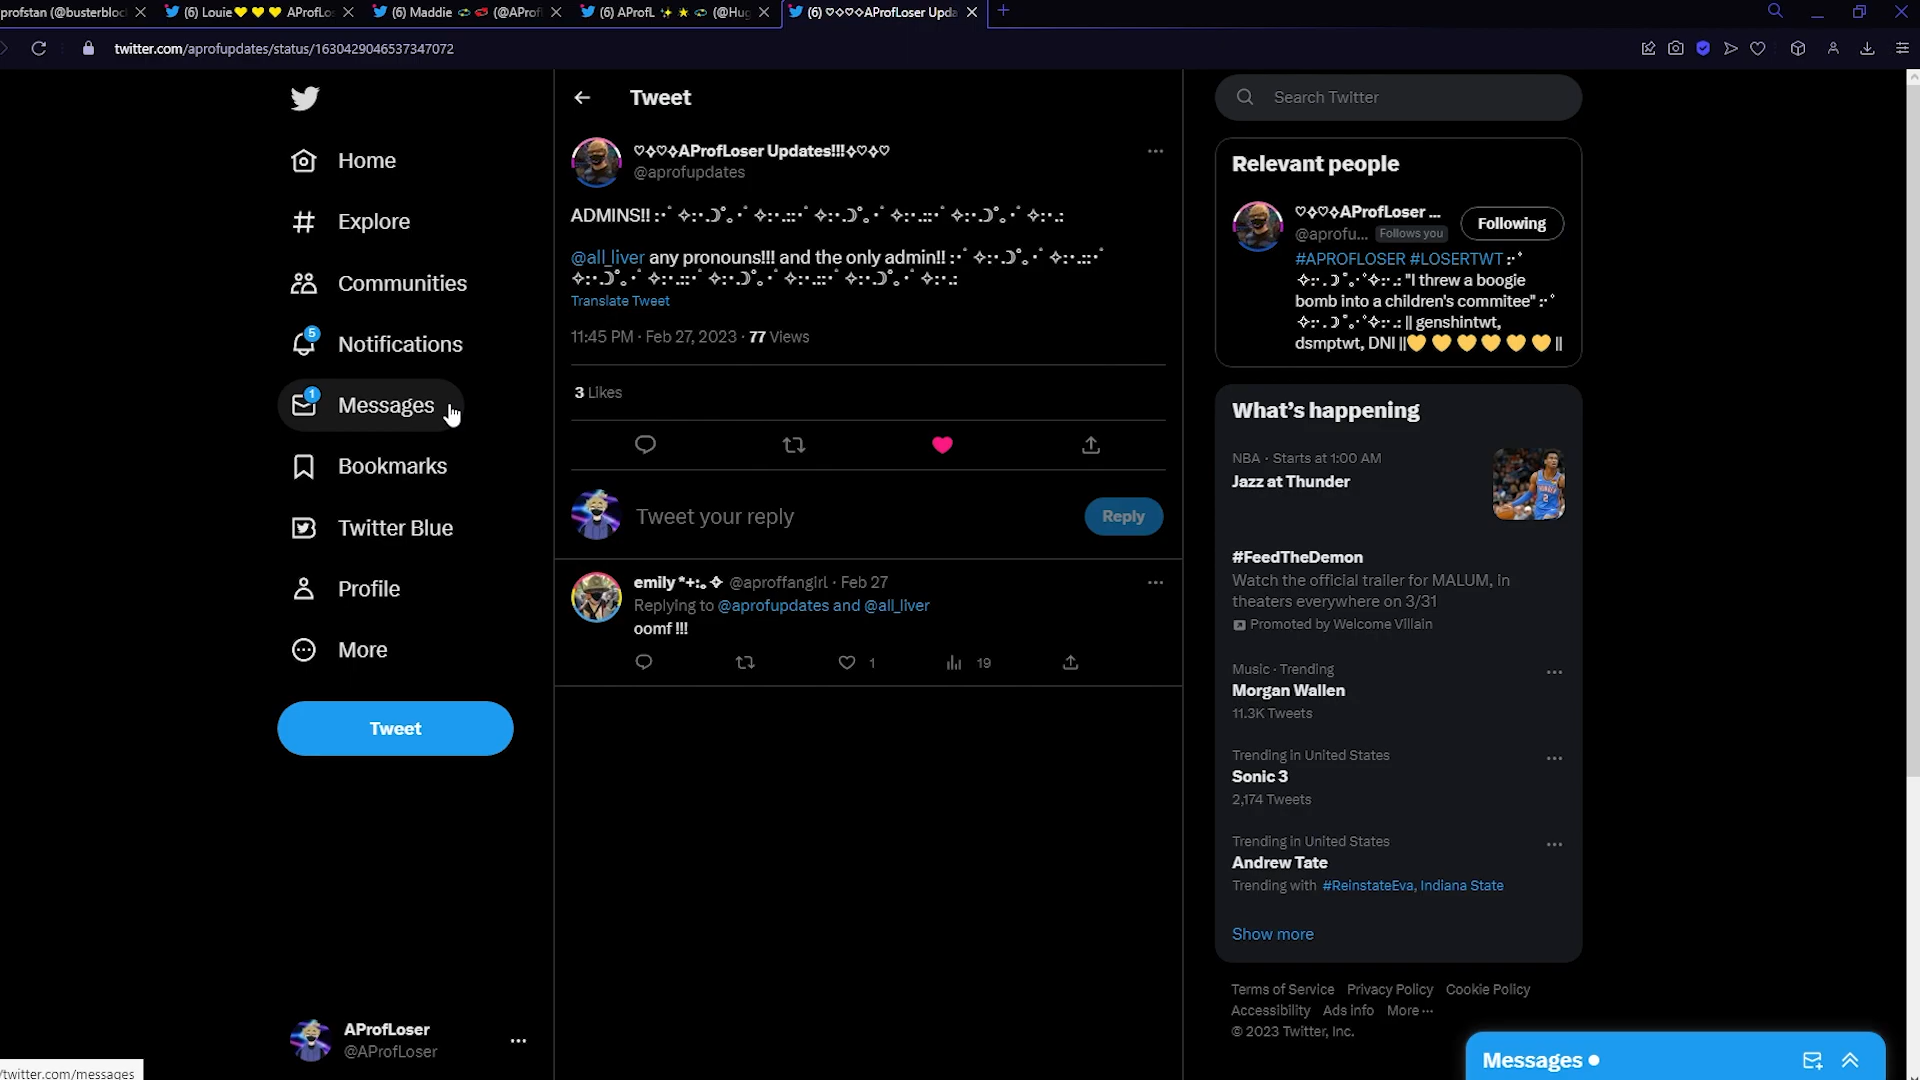 profstan (@busterbloc
(6) Louie💛 💛 💛 AProfLo
(6) Maddie (@AProf
(6) AProfL ✨ ★ (@Hug
(6) ♡✧♡✧AProfLoser Upda
twitter.com/aprofupdates/status/1630429046537347072
Home
Explore
Communities
5
Notifications
1
Messages
Bookmarks
Twitter Blue
Profile
More
Tweet
AProfLoser
@AProfLoser
/twitter.com/messages
Tweet
♡✧♡✧AProfLoser Updates!!!✧♡✧♡
@aprofupdates
ADMINS!! :･ﾟ ✧:･.☽˚｡･ﾟ ✧:･.::･ﾟ ✧:･.☽˚｡･ﾟ ✧:･.::･ﾟ ✧:･.☽˚｡･ﾟ ✧:･.:
@all_liver any pronouns!!! and the only admin!! :･ﾟ ✧:･.☽˚｡･ﾟ ✧:･.::･ﾟ
✧:･.☽˚｡･ﾟ ✧:･.::･ﾟ ✧:･.☽˚｡･ﾟ ✧:･.::･ﾟ ✧:･.☽˚｡･ﾟ ✧:･.:
Translate Tweet
11:45 PM · Feb 27, 2023 · 77 Views
3 Likes
Tweet your reply
Reply
emily *+:｡✧ @aproffangirl · Feb 27
Replying to @aprofupdates and @all_liver
oomf !!!
1
19
Search Twitter
Relevant people
♡✧♡✧AProfLoser ...
@aprofu... Follows you
Following
#APROFLOSER #LOSERTWT :･ﾟ
✧:･.☽˚｡･ﾟ✧:･.: "I threw a boogie
bomb into a children's commitee" :･ﾟ
✧:･.☽˚｡･ﾟ✧:･.: || genshintwt,
dsmptwt, DNI ||💛 💛 💛 💛 💛 💛 ||
What's happening
NBA · Starts at 1:00 AM
Jazz at Thunder
#FeedTheDemon
Watch the official trailer for MALUM, in
theaters everywhere on 3/31
Promoted by Welcome Villain
Music · Trending
Morgan Wallen
11.3K Tweets
Trending in United States
Sonic 3
2,174 Tweets
Trending in United States
Andrew Tate
Trending with #ReinstateEva, Indiana State
Show more
Terms of Service Privacy Policy Cookie Policy
Accessibility Ads info More ···
© 2023 Twitter, Inc.
Messages